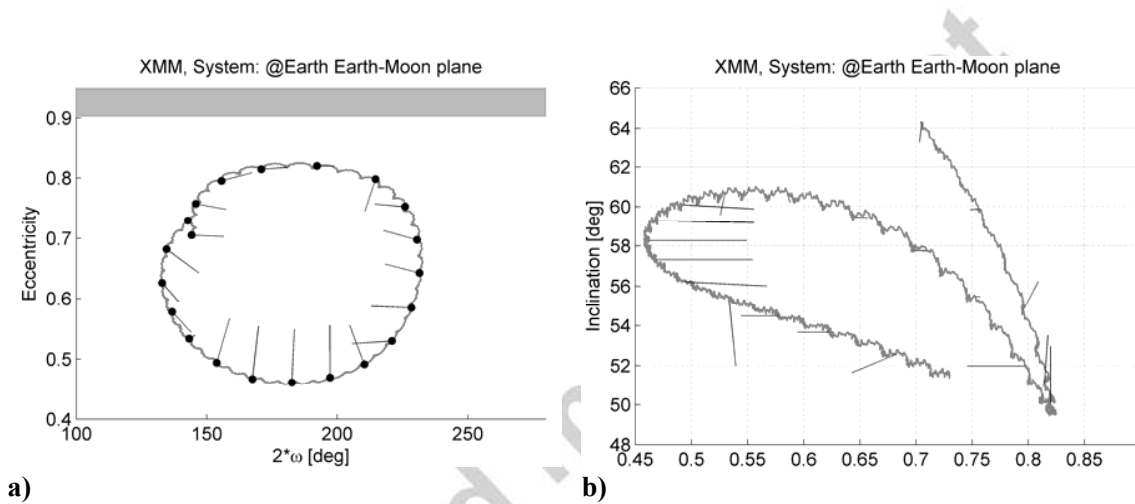 XMM, System: @Earth Earth-Moon plane
0.9
0.8
0.7
0.6
0.5
0.4
Eccentricity
100 150 200 250
2*ω [deg]
a)
XMM, System: @Earth Earth-Moon plane
66
64
62
60
58
56
54
52
50
48
Inclination [deg]
0.45 0.5 0.55 0.6 0.65 0.7 0.75 0.8 0.85
b)